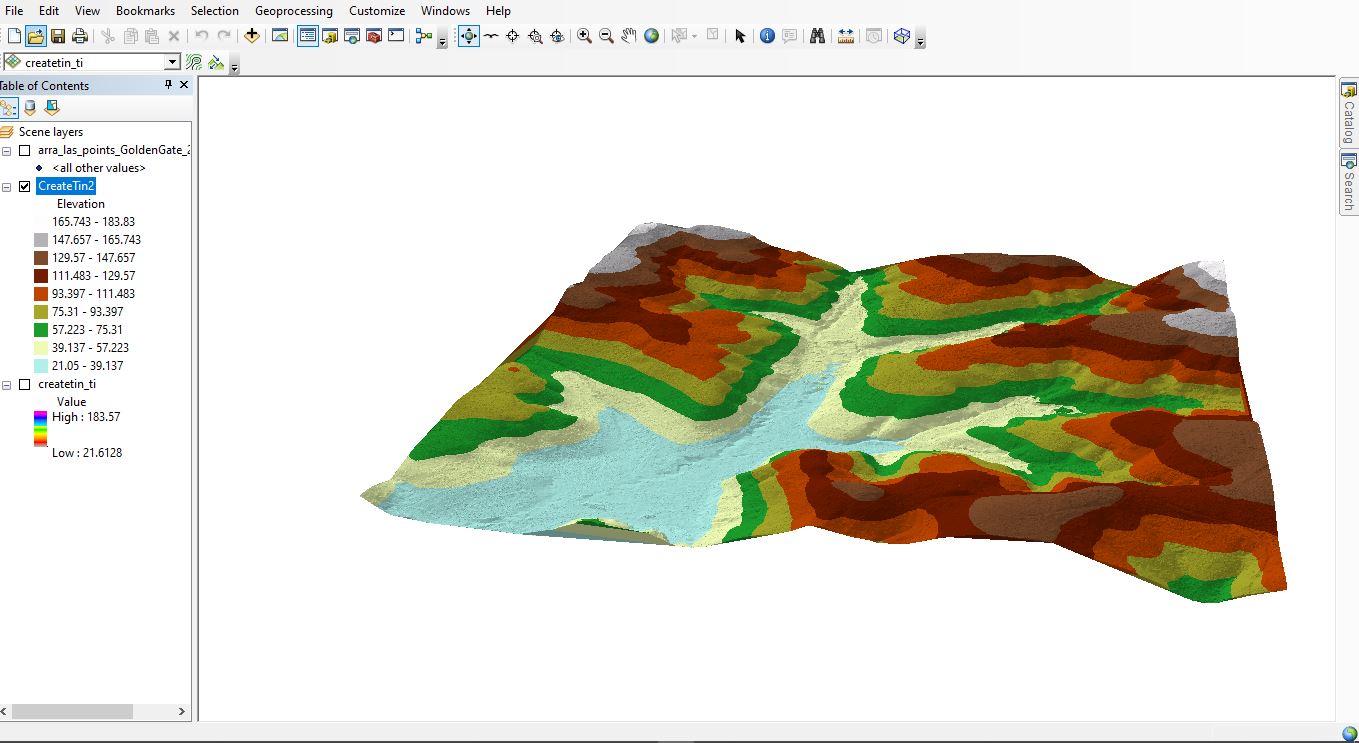 File Edit View Bookmarks Selection Geoprocessing Customize Windows Help
createtin_ti
Table of Contents
Scene layers
arra_las_points_GoldenGate_2
<all other values>
CreateTin2
Elevation
165.743 - 183.83
147.657 - 165.743
129.57 - 147.657
111.483 - 129.57
93.397 - 111.483
75.31 - 93.397
57.223 - 75.31
39.137 - 57.223
21.05 - 39.137
createtin_ti
Value
High : 183.57
Low : 21.6128
Catalog
Search